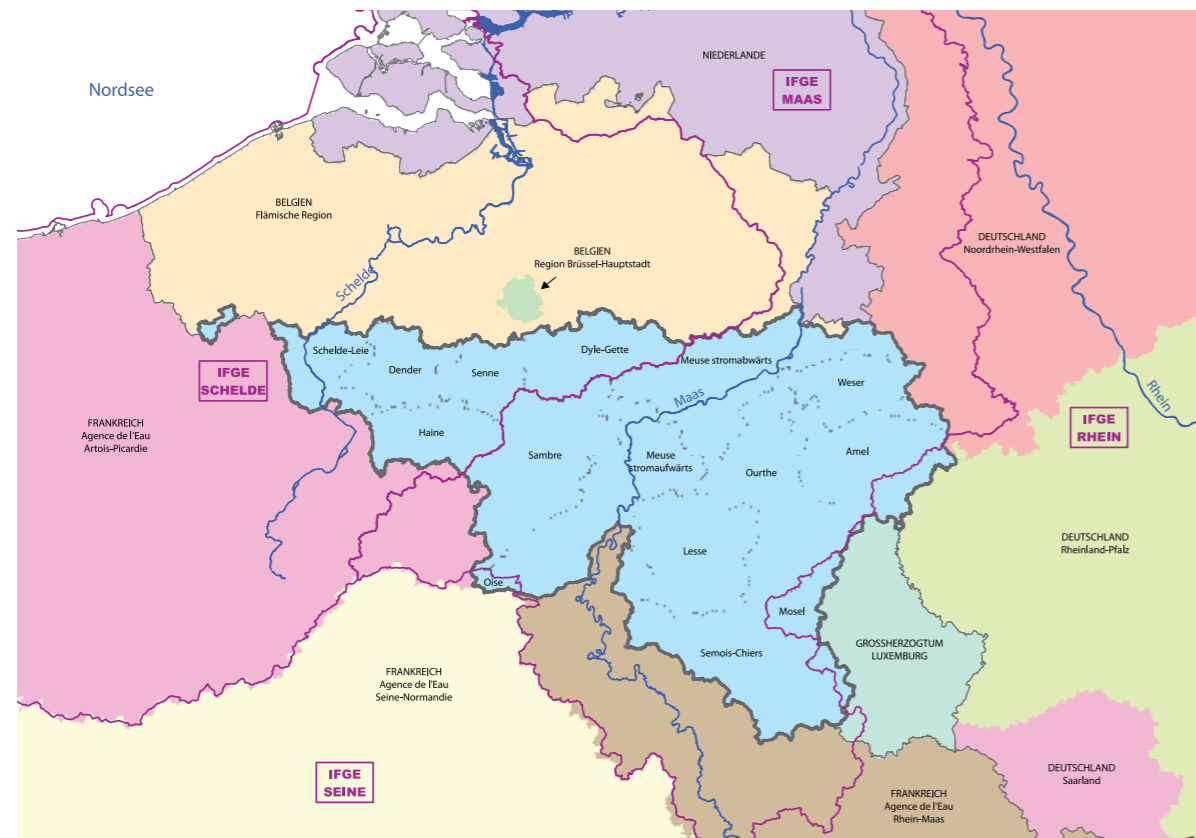 Nordsee
NIEDERLANDE
IFGE
MAAS
BELGIEN
Flämische Region
BELGIEN
Region Brüssel-Hauptstadt
DEUTSCHLAND
Noordrhein-Westfalen
Schelde
Schelde-Leie
Dender
Senne
Dyle-Gette
Meuse stromabwärts
Weser
Maas
Rhein
IFGE
SCHELDE
FRANKREICH
Agence de l'Eau
Artois-Picardie
Haine
Sambre
Meuse
stromaufwärts
Ourthe
Amel
IFGE
RHEIN
Lesse
DEUTSCHLAND
Rheinland-Pfalz
Oise
Mosel
Semois-Chiers
GROSSHERZOGTUM
LUXEMBURG
FRANKREICH
Agence de l'Eau
Seine-Normandie
IFGE
SEINE
DEUTSCHLAND
Saarland
FRANKREICH
Agence de l'Eau
Rhein-Maas